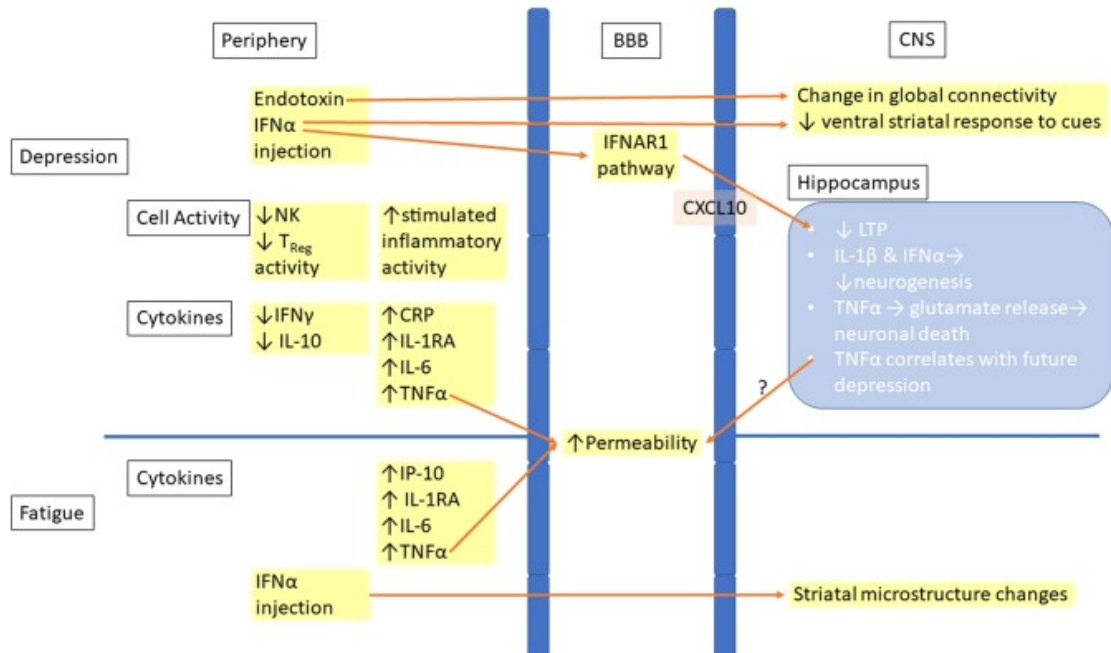 Periphery
BBB
CNS
Endotoxin
IFNα
injection
Change in global connectivity
↓ ventral striatal response to cues
Depression
IFNAR1
pathway
Hippocampus
CXCL10
Cell Activity
↓NK
↓ TReg
activity
↑stimulated
inflammatory
activity
• ↓ LTP
• IL-1β & IFNα→
↓neurogenesis
• TNFα → glutamate release→
neuronal death
• TNFα correlates with future
depression
Cytokines
↓IFNγ
↓ IL-10
↑CRP
↑IL-1RA
↑IL-6
↑TNFα
?
↑Permeability
Fatigue
Cytokines
↑IP-10
↑ IL-1RA
↑IL-6
↑TNFα
IFNα
injection
Striatal microstructure changes